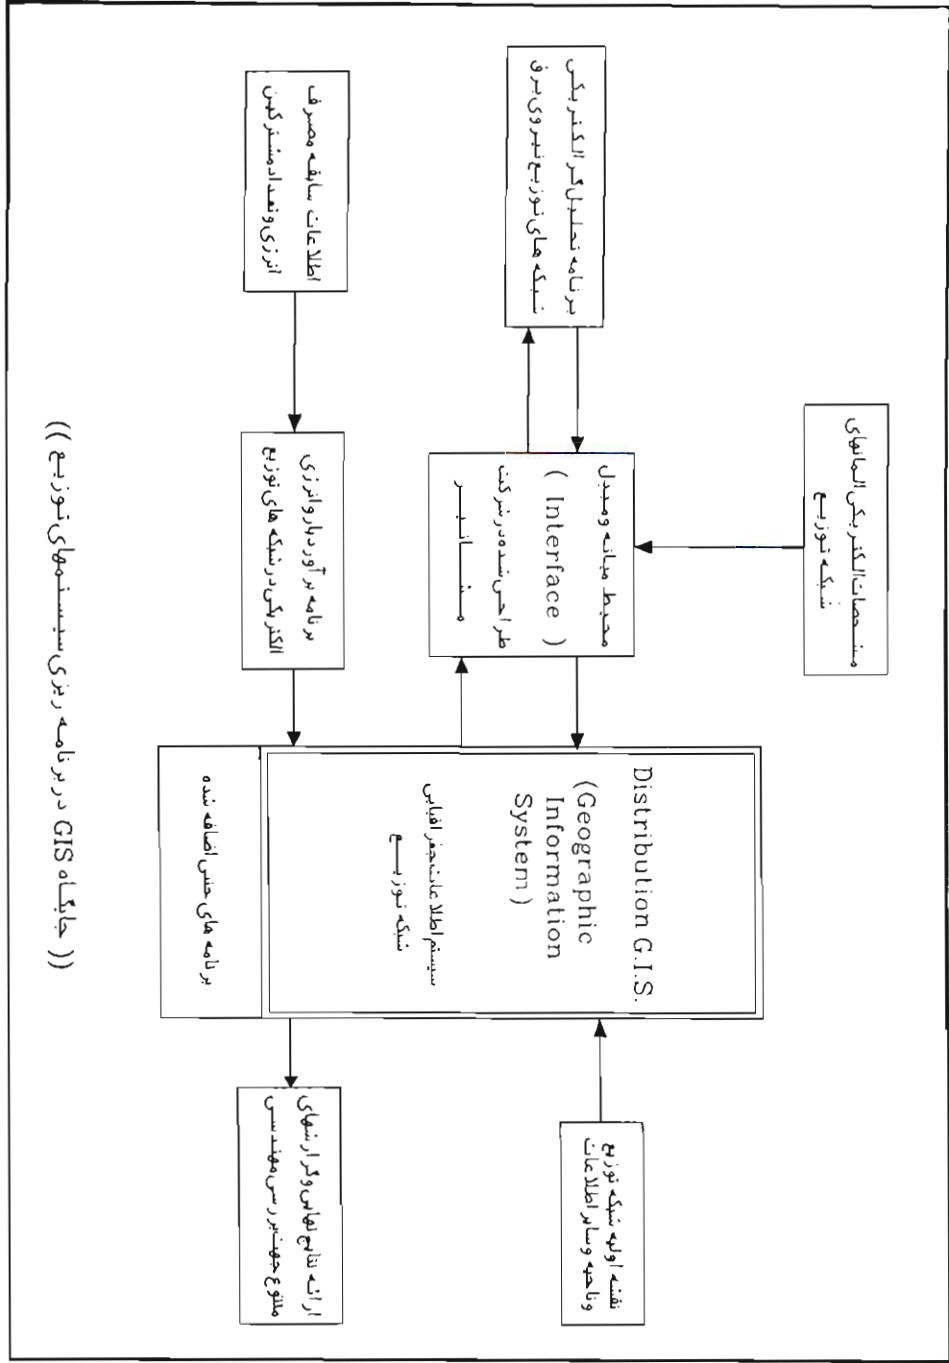 مشخصات الکتریکی المانهای
شبکه توزیع
برنامه تحلیل گر الکتریکی
شبکه های توزیع نیروی برق
محیط میانه و مبدل
( Interface )
طراحی شده در شرکت
مشانیر
Distribution G.I.S.
(Geographic
Information
System)
سیستم اطلاعات جغرافیایی
شبکه توزیع
نقشه اولیه شبکه توزیع
و ناحیه و سایر اطلاعات
اطلاعات سابقه مصرف
انرژی و تعداد مشترکین
برنامه برآورد بار و انرژی
الکتریکی در شبکه های توزیع
برنامه های جنبی اضافه شده
ارائه نتایج نهایی و گزارشهای
متنوع جهت بررسی مهندسی
(( جایگاه GIS در برنامه ریزی سیستمهای توزیع ))